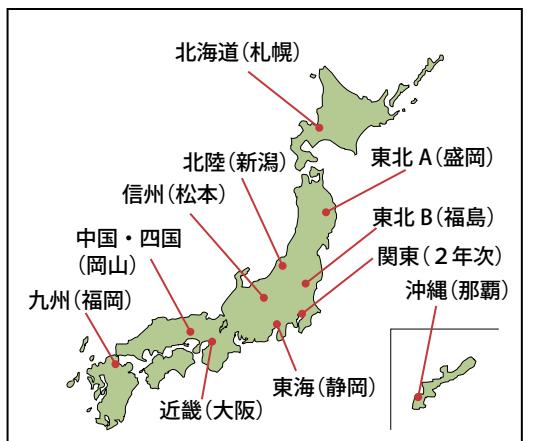 北海道（札幌）
北陸（新潟）
東北 A（盛岡）
信州（松本）
東北 B（福島）
中国・四国
（岡山）
関東（２年次）
九州（福岡）
沖縄（那覇）
東海（静岡）
近畿（大阪）